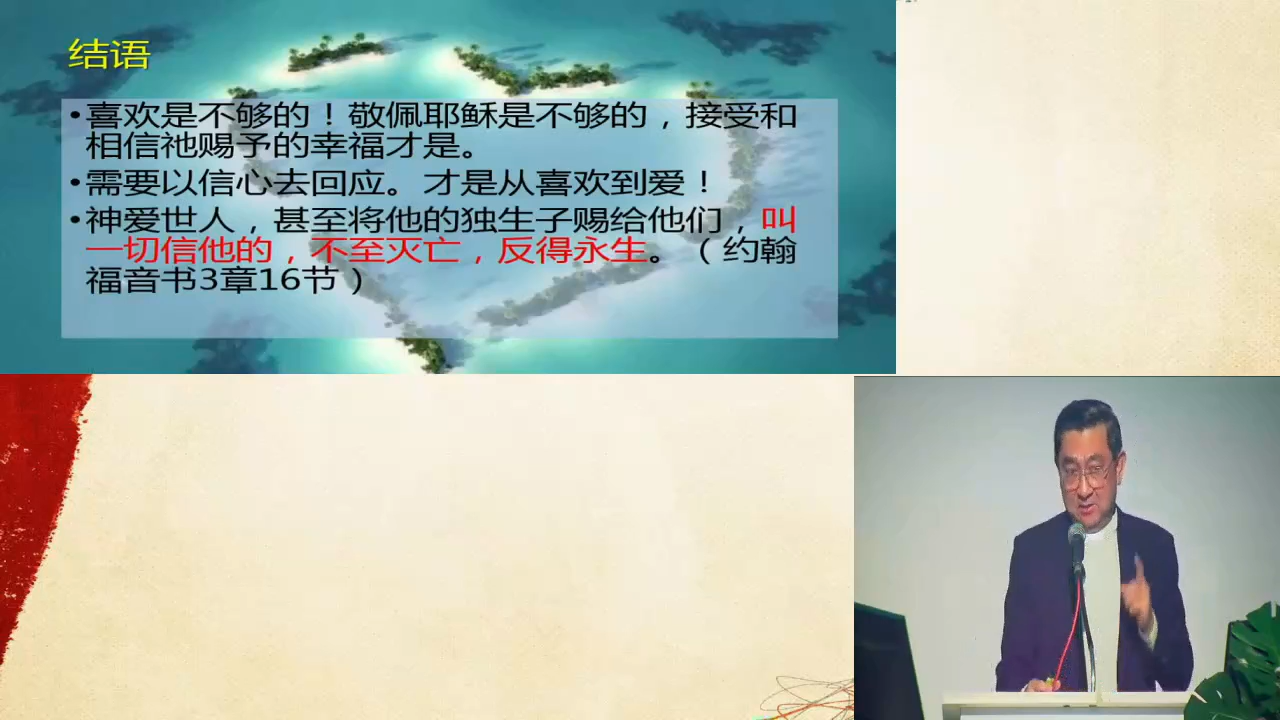 结语
•喜欢是不够的！敬佩耶稣是不够的，接受和
相信祂赐予的幸福才是。
•需要以信心去回应。才是从喜欢到爱！
•神爱世人，甚至将他的独生子赐给他们，叫
一切信他的，不至灭亡，反得永生。（约翰
福音书3章16节）